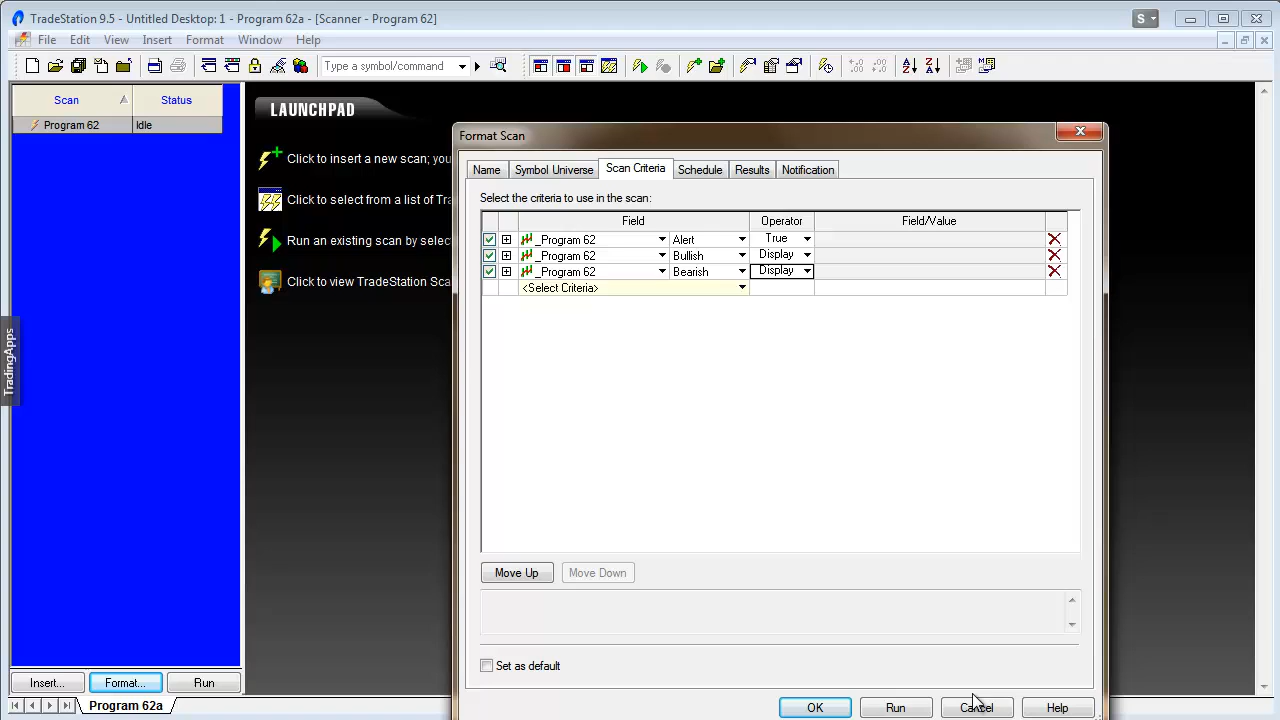 TradeStation 9.5 - Untitled Desktop: 1 - Program 62a - [Scanner - Program 62]
S
File Edit View Insert Format Window Help
Type a symbol/command
Scan Status
Program 62 Idle
LAUNCHPAD
Click to insert a new scan; you
Click to select from a list of Tra
Run an existing scan by selec
Click to view TradeStation Sca
TradingApps
Format Scan
Name Symbol Universe Scan Criteria Schedule Results Notification
Select the criteria to use in the scan:
Field Operator Field/Value
_Program 62 Alert True
_Program 62 Bullish Display
_Program 62 Bearish Display
<Select Criteria>
Move Up Move Down
Set as default
OK Run Cancel Help
Insert... Format... Run
Program 62a